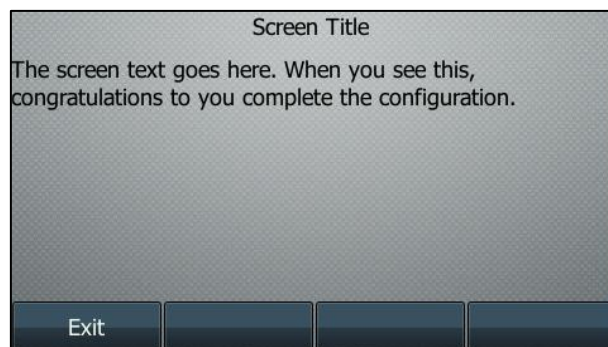 Screen Title
The screen text goes here. When you see this,
congratulations to you complete the configuration.
Exit